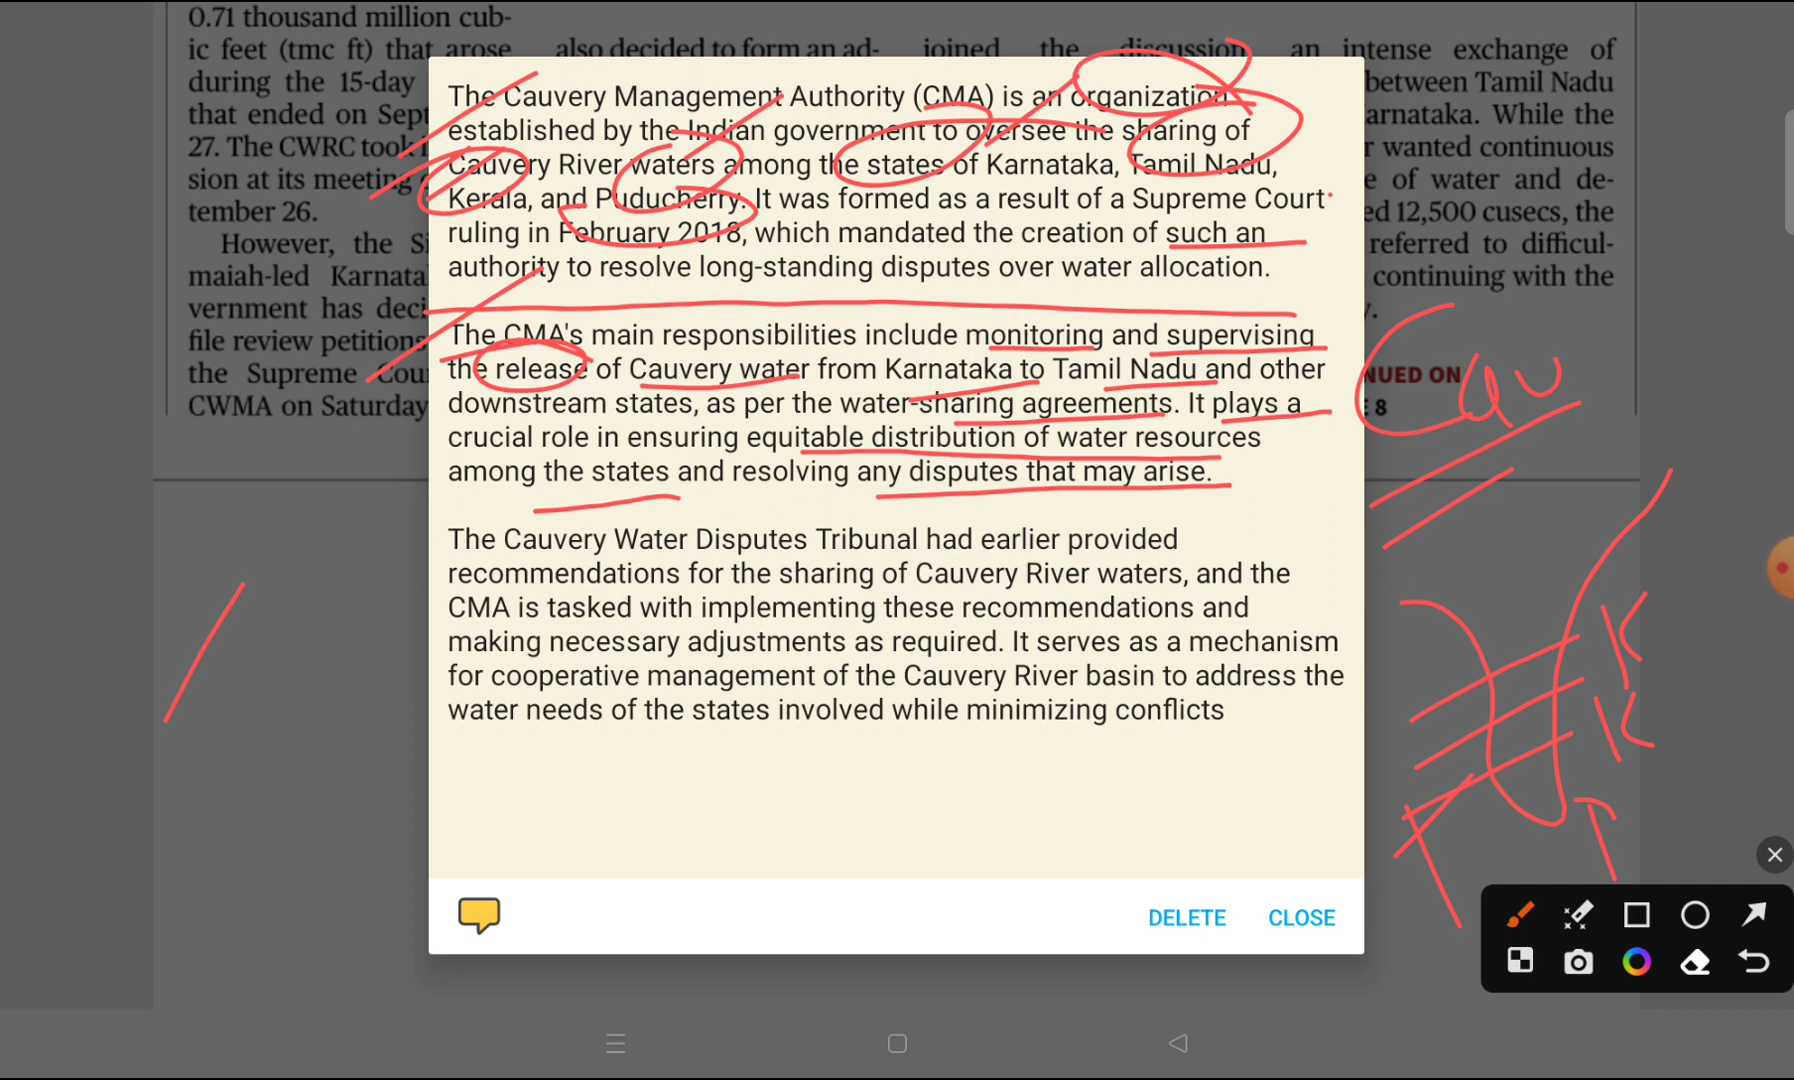 0.71 thousand million cub-
ic feet (tmc ft) that arose
during the 15-day
that ended on Sept
27. The CWRC took i
sion at its meeting
tember 26.
However, the Si
maiah-led Karnatak
vernment has deci
file review petitions
the Supreme Cour
CWMA on Saturday
also decided to form an ad-
joined the discussion
an intense exchange of
between Tamil Nadu
arnataka. While the
r wanted continuous
e of water and de-
ed 12,500 cusecs, the
referred to difficul-
continuing with the
y.
NUED ON
E 8
The Cauvery Management Authority (CMA) is an organization
established by the Indian government to oversee the sharing of
Cauvery River waters among the states of Karnataka, Tamil Nadu,
Kerala, and Puducherry. It was formed as a result of a Supreme Court
ruling in February 2018, which mandated the creation of such an
authority to resolve long-standing disputes over water allocation.
The CMA's main responsibilities include monitoring and supervising
the release of Cauvery water from Karnataka to Tamil Nadu and other
downstream states, as per the water-sharing agreements. It plays a
crucial role in ensuring equitable distribution of water resources
among the states and resolving any disputes that may arise.
The Cauvery Water Disputes Tribunal had earlier provided
recommendations for the sharing of Cauvery River waters, and the
CMA is tasked with implementing these recommendations and
making necessary adjustments as required. It serves as a mechanism
for cooperative management of the Cauvery River basin to address the
water needs of the states involved while minimizing conflicts
DELETE CLOSE
Cau
K
K
T
P